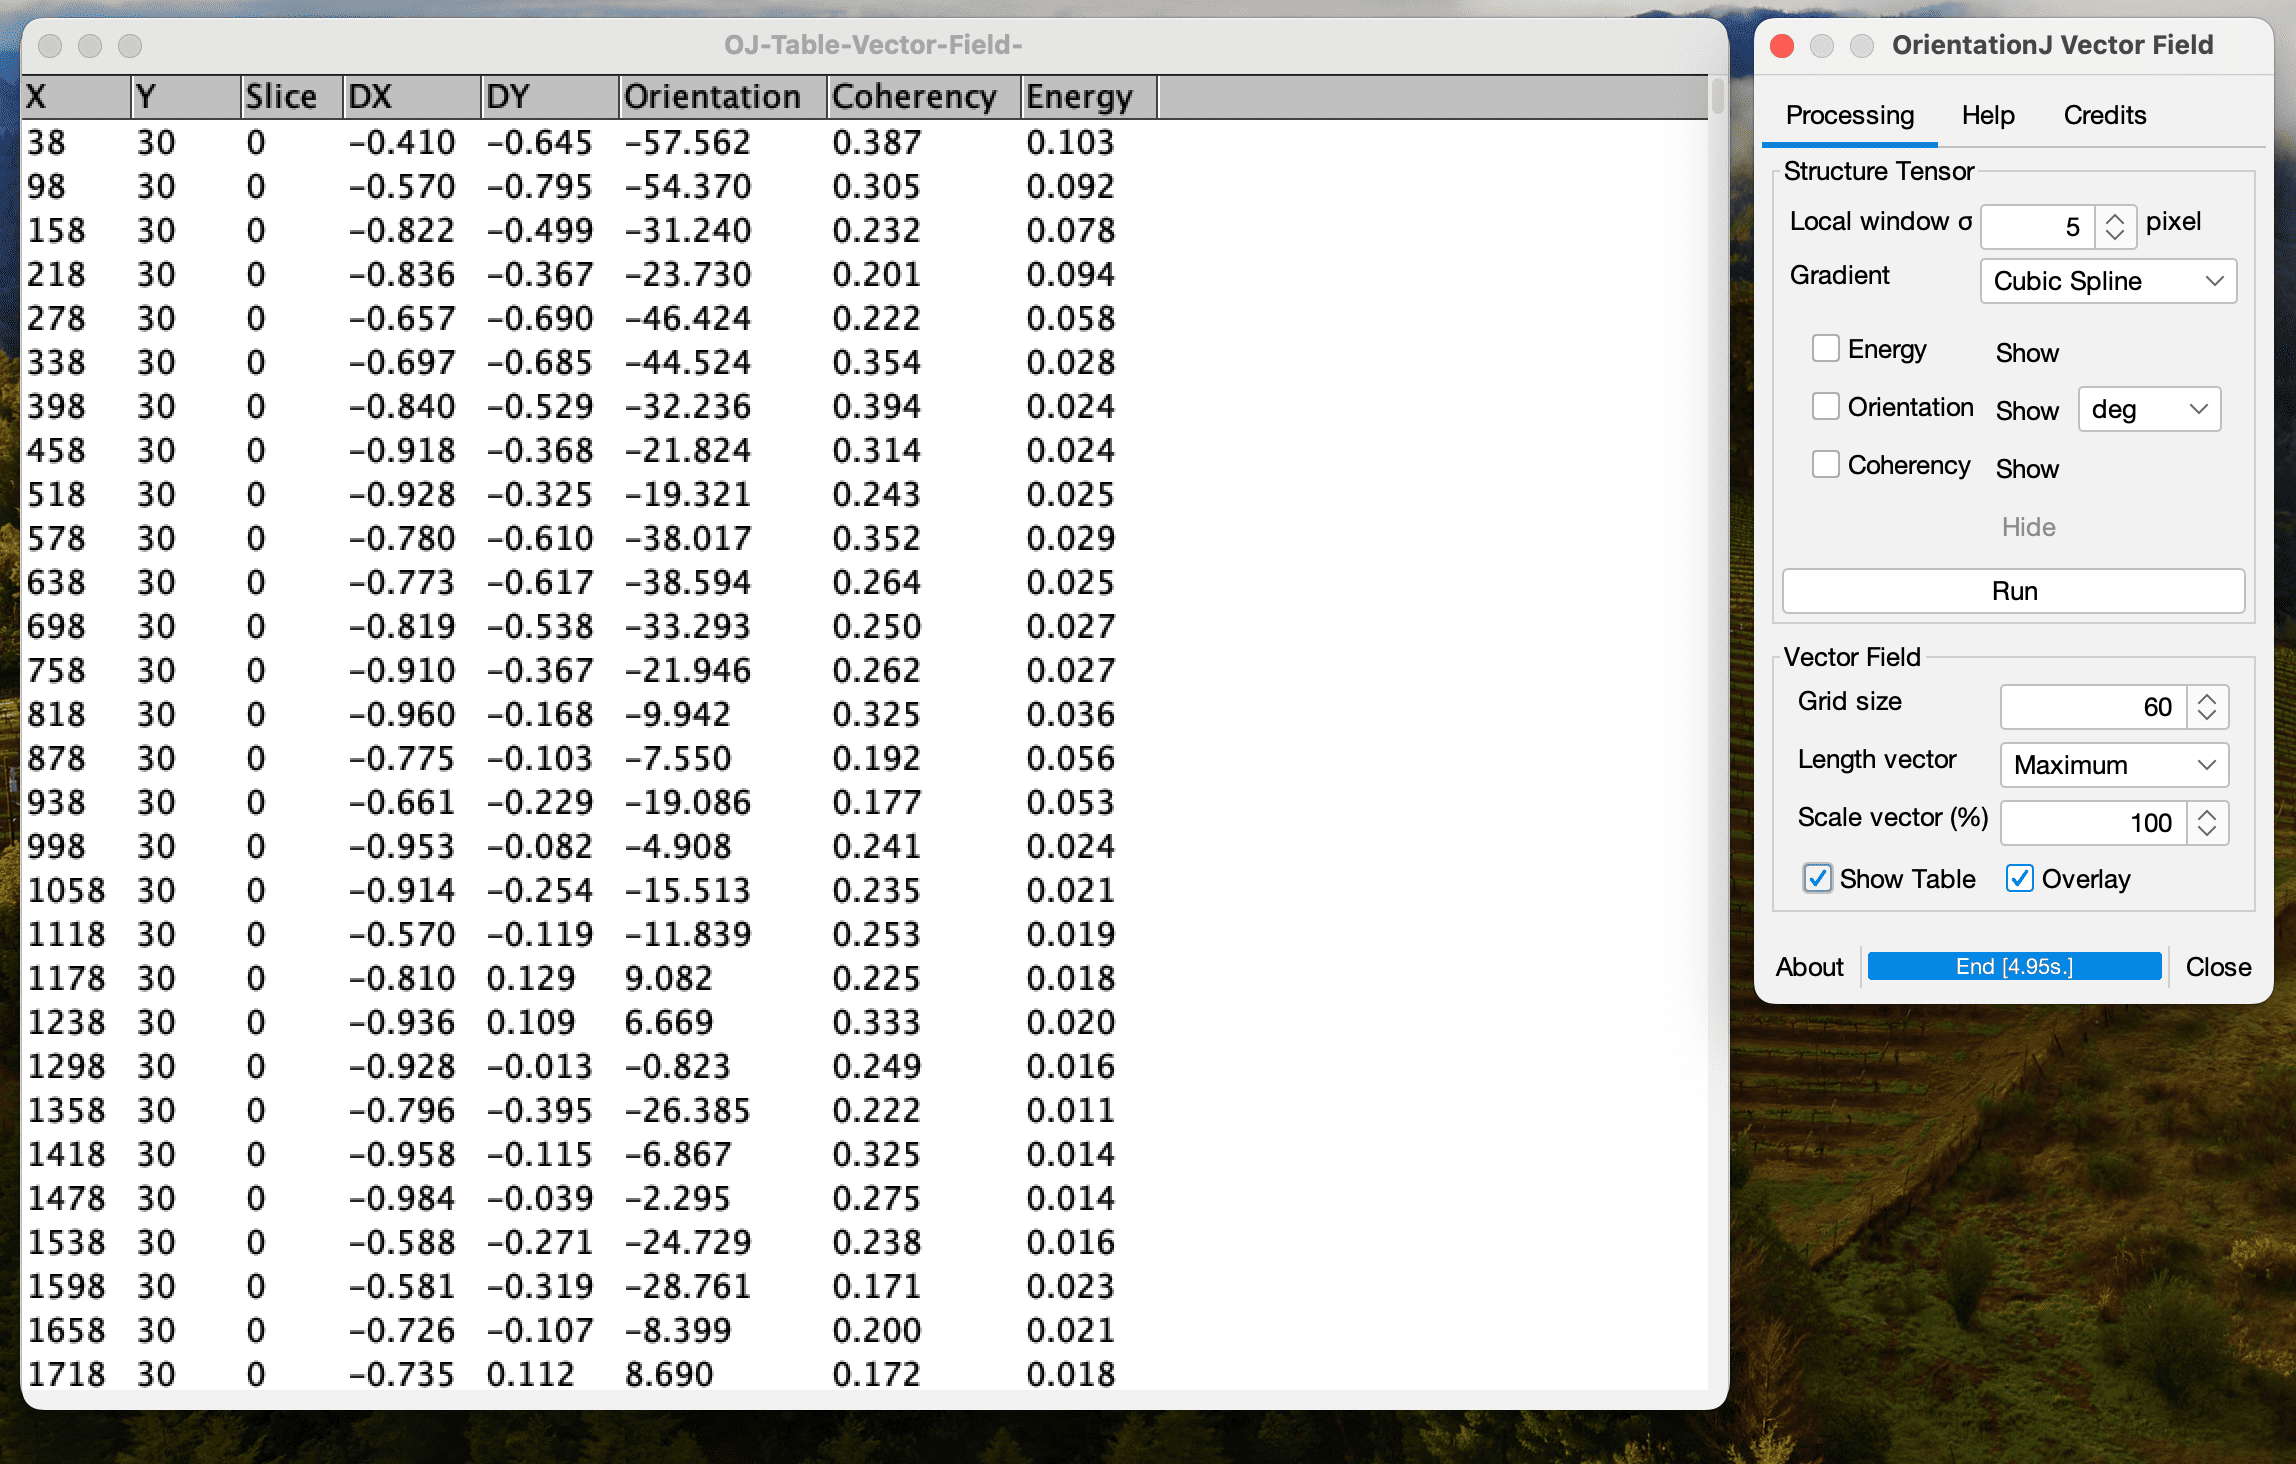 OJ-Table-Vector-Field-
X Y Slice DX DY Orientation Coherency Energy
38 30 0 −0.410 −0.645 −57.562 0.387 0.103
98 30 0 −0.570 −0.795 −54.370 0.305 0.092
158 30 0 −0.822 −0.499 −31.240 0.232 0.078
218 30 0 −0.836 −0.367 −23.730 0.201 0.094
278 30 0 −0.657 −0.690 −46.424 0.222 0.058
338 30 0 −0.697 −0.685 −44.524 0.354 0.028
398 30 0 −0.840 −0.529 −32.236 0.394 0.024
458 30 0 −0.918 −0.368 −21.824 0.314 0.024
518 30 0 −0.928 −0.325 −19.321 0.243 0.025
578 30 0 −0.780 −0.610 −38.017 0.352 0.029
638 30 0 −0.773 −0.617 −38.594 0.264 0.025
698 30 0 −0.819 −0.538 −33.293 0.250 0.027
758 30 0 −0.910 −0.367 −21.946 0.262 0.027
818 30 0 −0.960 −0.168 −9.942 0.325 0.036
878 30 0 −0.775 −0.103 −7.550 0.192 0.056
938 30 0 −0.661 −0.229 −19.086 0.177 0.053
998 30 0 −0.953 −0.082 −4.908 0.241 0.024
1058 30 0 −0.914 −0.254 −15.513 0.235 0.021
1118 30 0 −0.570 −0.119 −11.839 0.253 0.019
1178 30 0 −0.810 0.129 9.082 0.225 0.018
1238 30 0 −0.936 0.109 6.669 0.333 0.020
1298 30 0 −0.928 −0.013 −0.823 0.249 0.016
1358 30 0 −0.796 −0.395 −26.385 0.222 0.011
1418 30 0 −0.958 −0.115 −6.867 0.325 0.014
1478 30 0 −0.984 −0.039 −2.295 0.275 0.014
1538 30 0 −0.588 −0.271 −24.729 0.238 0.016
1598 30 0 −0.581 −0.319 −28.761 0.171 0.023
1658 30 0 −0.726 −0.107 −8.399 0.200 0.021
1718 30 0 −0.735 0.112 8.690 0.172 0.018
OrientationJ Vector Field
Processing Help Credits
Structure Tensor
Local window σ 5 pixel
Gradient Cubic Spline
Energy Show
Orientation Show deg
Coherency Show
Hide
Run
Vector Field
Grid size 60
Length vector Maximum
Scale vector (%) 100
Show Table Overlay
About End [4.95s.] Close